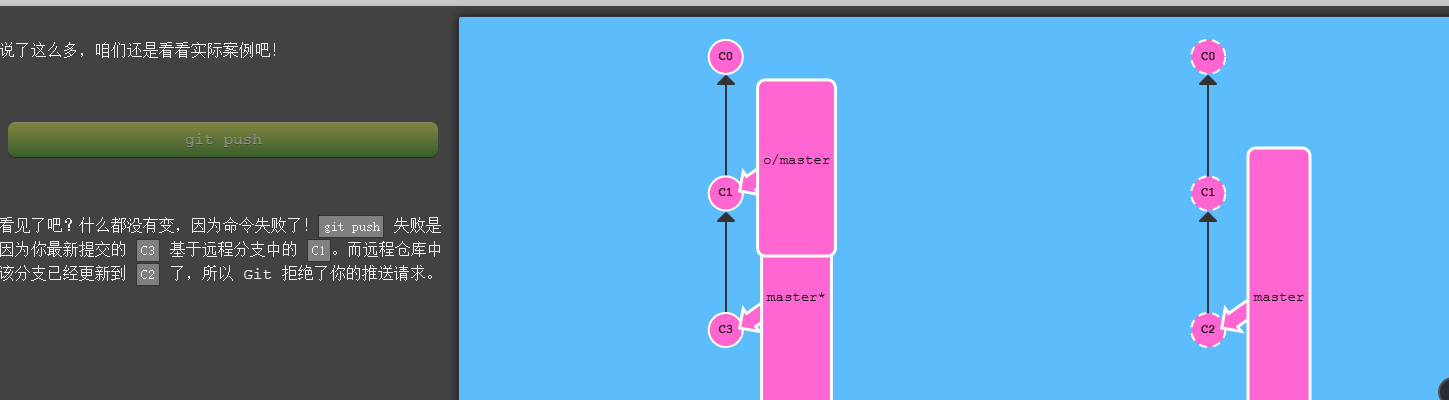 说了这么多，咱们还是看看实际案例吧！
git push
看见了吧？什么都没有变，因为命令失败了！git push 失败是
因为你最新提交的 C3 基于远程分支中的 C1。而远程仓库中
该分支已经更新到 C2 了，所以 Git 拒绝了你的推送请求。
C0
o/master
C1
master*
C3
C0
C1
master
C2